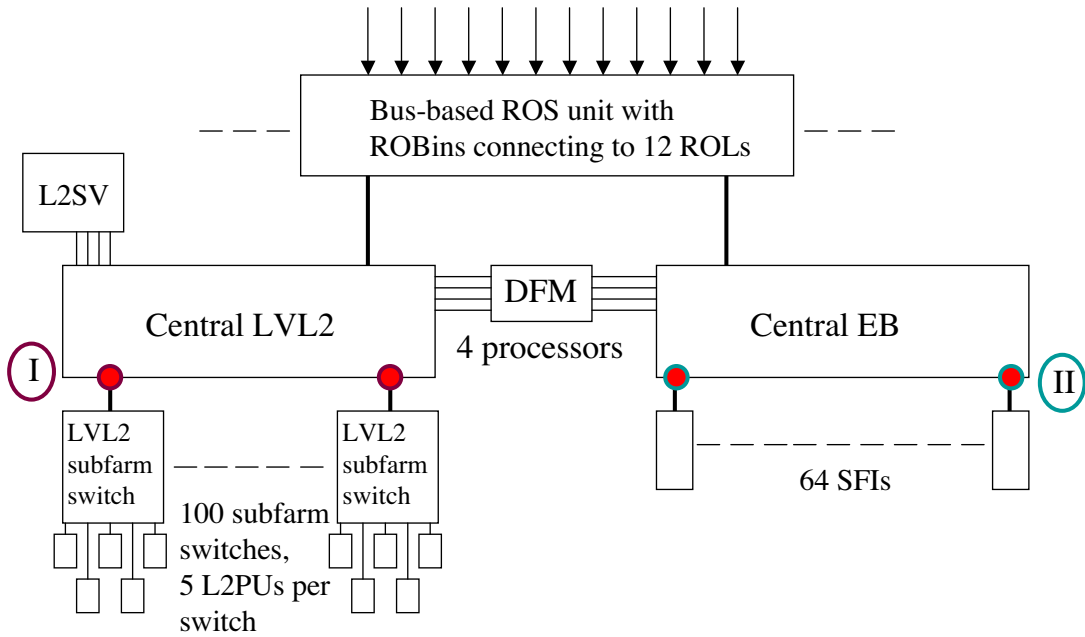 Bus-based ROS unit with
ROBins connecting to 12 ROLs
L2SV
DFM
Central LVL2
Central EB
4 processors
I
II
LVL2
subfarm
switch
LVL2
subfarm
switch
64 SFIs
100 subfarm
switches,
5 L2PUs per
switch